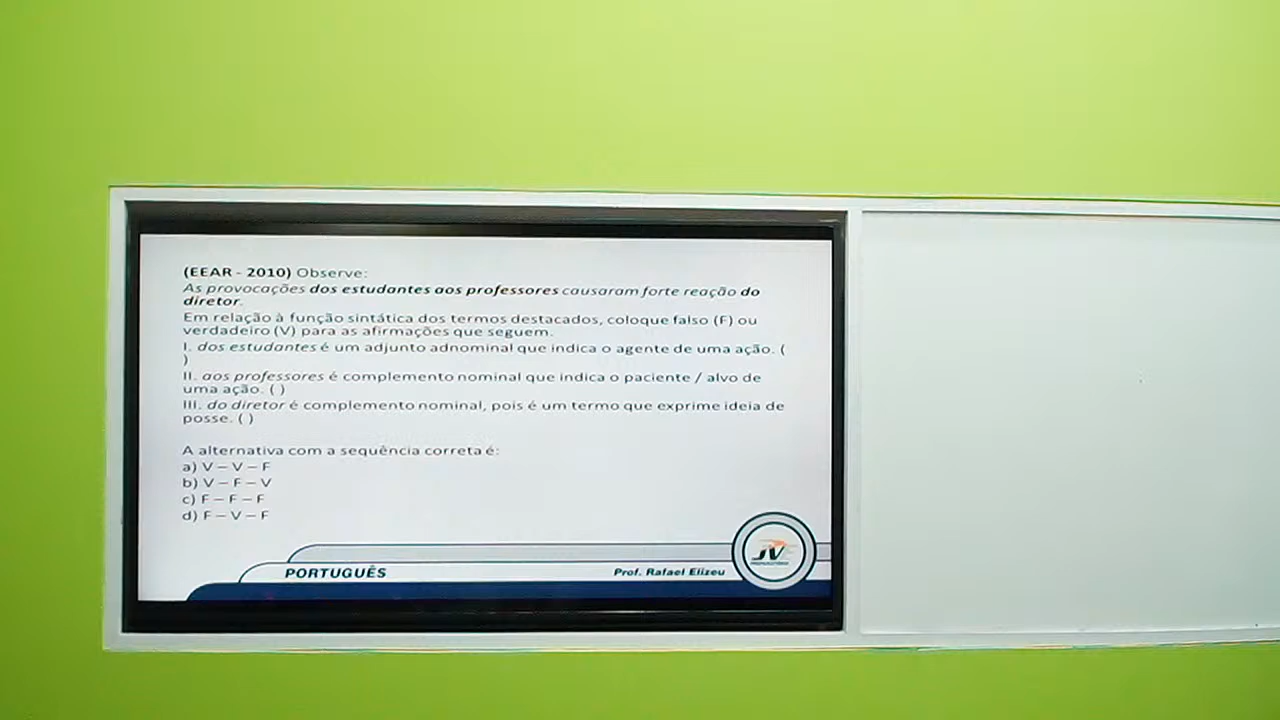 (EEAR - 2010) Observe:
As provocações dos estudantes aos professores causaram forte reação do
diretor.
Em relação à função sintática dos termos destacados, coloque falso (F) ou
verdadeiro (V) para as afirmações que seguem.
I. dos estudantes é um adjunto adnominal que indica o agente de uma ação. (
)
II. aos professores é complemento nominal que indica o paciente / alvo de
uma ação. ( )
III. do diretor é complemento nominal, pois é um termo que exprime ideia de
posse. ( )
A alternativa com a sequência correta é:
a) V – V – F
b) V – F – V
c) F – F – F
d) F – V – F
PORTUGUÊS
Prof. Rafael Elizeu